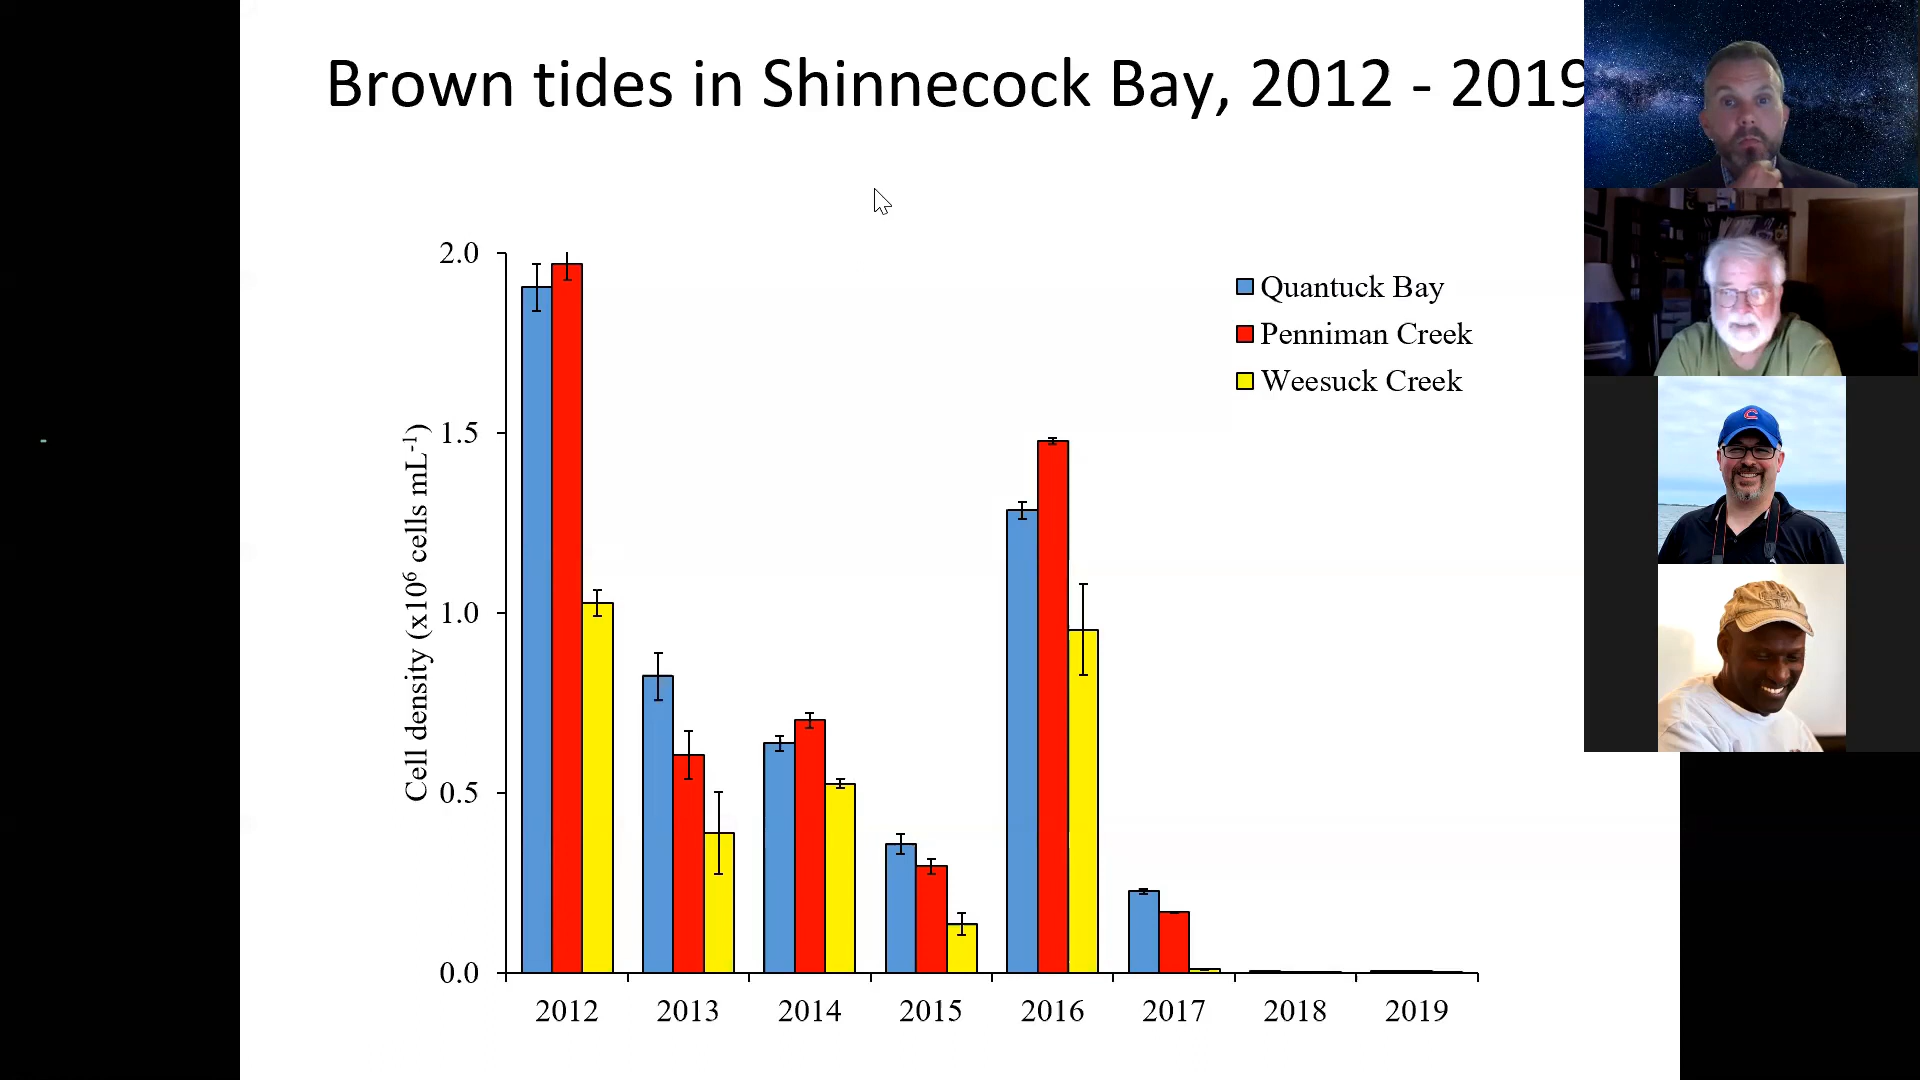 Brown tides in Shinnecock Bay, 2012 - 2019
2.0
1.5
1.0
0.5
0.0
Cell density (x10⁶ cells mL⁻¹)
Quantuck Bay
Penniman Creek
Weesuck Creek
2012 2013 2014 2015 2016 2017 2018 2019
C